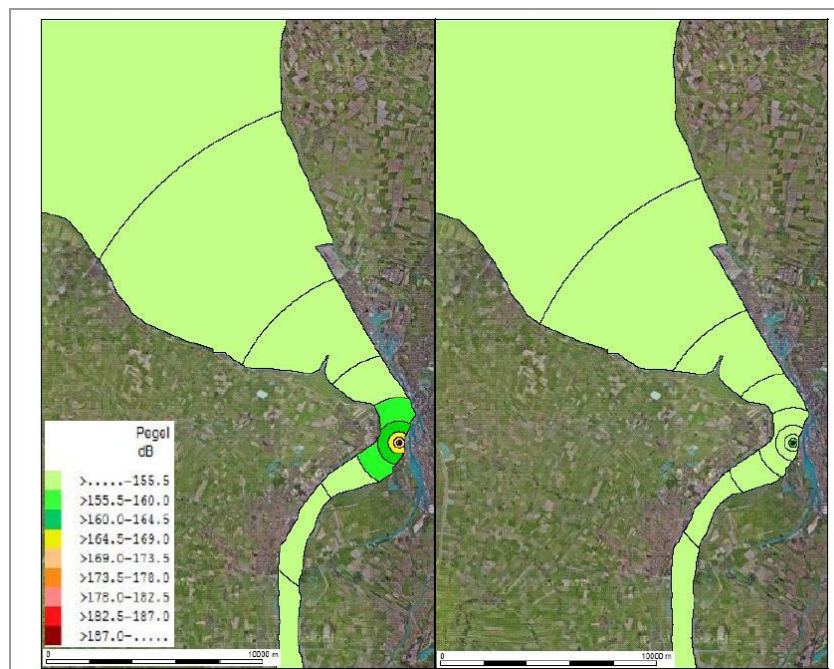 Pegel
dB
>.....-155.5
>155.5-160.0
>160.0-164.5
>164.5-169.0
>169.0-173.5
>173.5-178.0
>178.0-182.5
>182.5-187.0
>187.0-.....
0 10000 m
0 10000 m